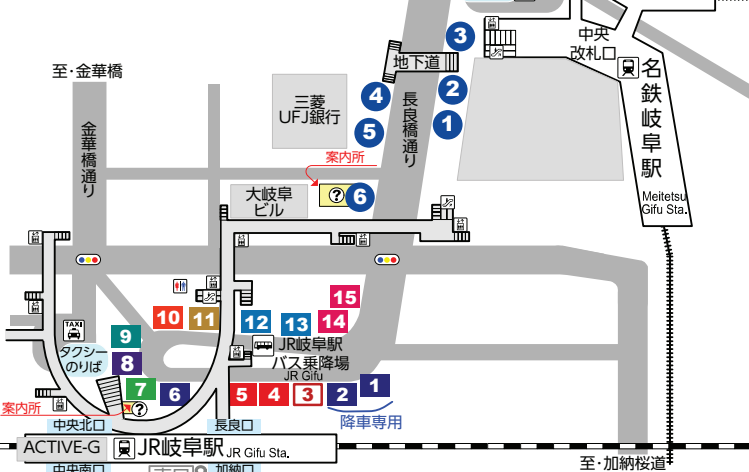 3
中央
改札口
地下道
名鉄岐阜駅
Meitetsu
Gifu Sta.
至・金華橋
三菱
UFJ銀行
4
2
5
1
長良橋通り
金華橋通り
案内所
大岐阜
ビル
?
6
15
10
11
12
13
14
TAXI
9
タクシー
のりば
8
JR岐阜駅
バス乗降場
JR Gifu
7
6
5
4
3
2
1
降車専用
案内所
?
中央北口
長良口
ACTIVE-G
JR岐阜駅 JR Gifu Sta.
至・加納桜道
中央南口
加納口